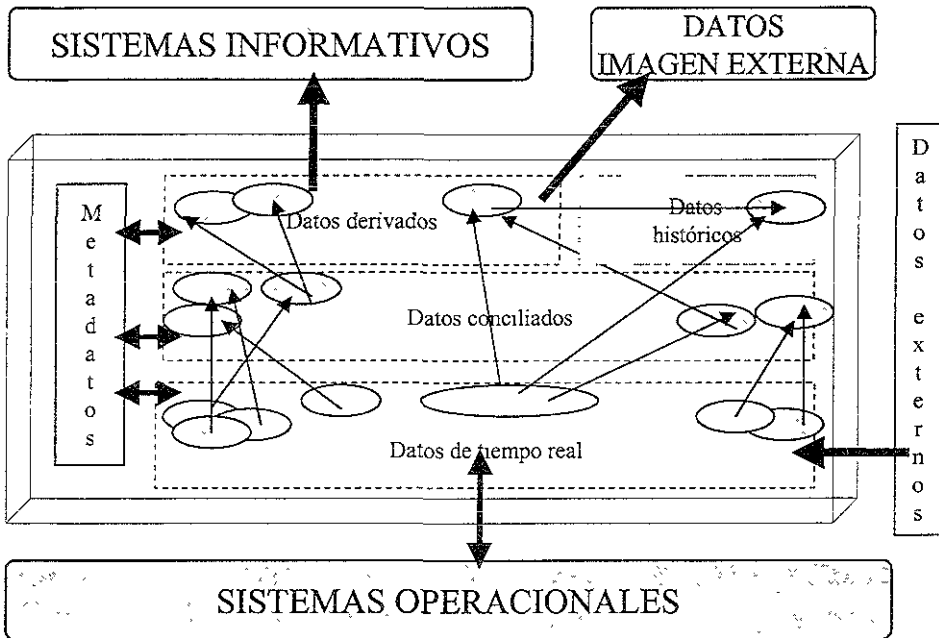 SISTEMAS INFORMATIVOS
DATOS
IMAGEN EXTERNA
Metadatos
Datos derivados
Datos
históricos
Datos externos
Datos conciliados
Datos de tiempo real
SISTEMAS OPERACIONALES